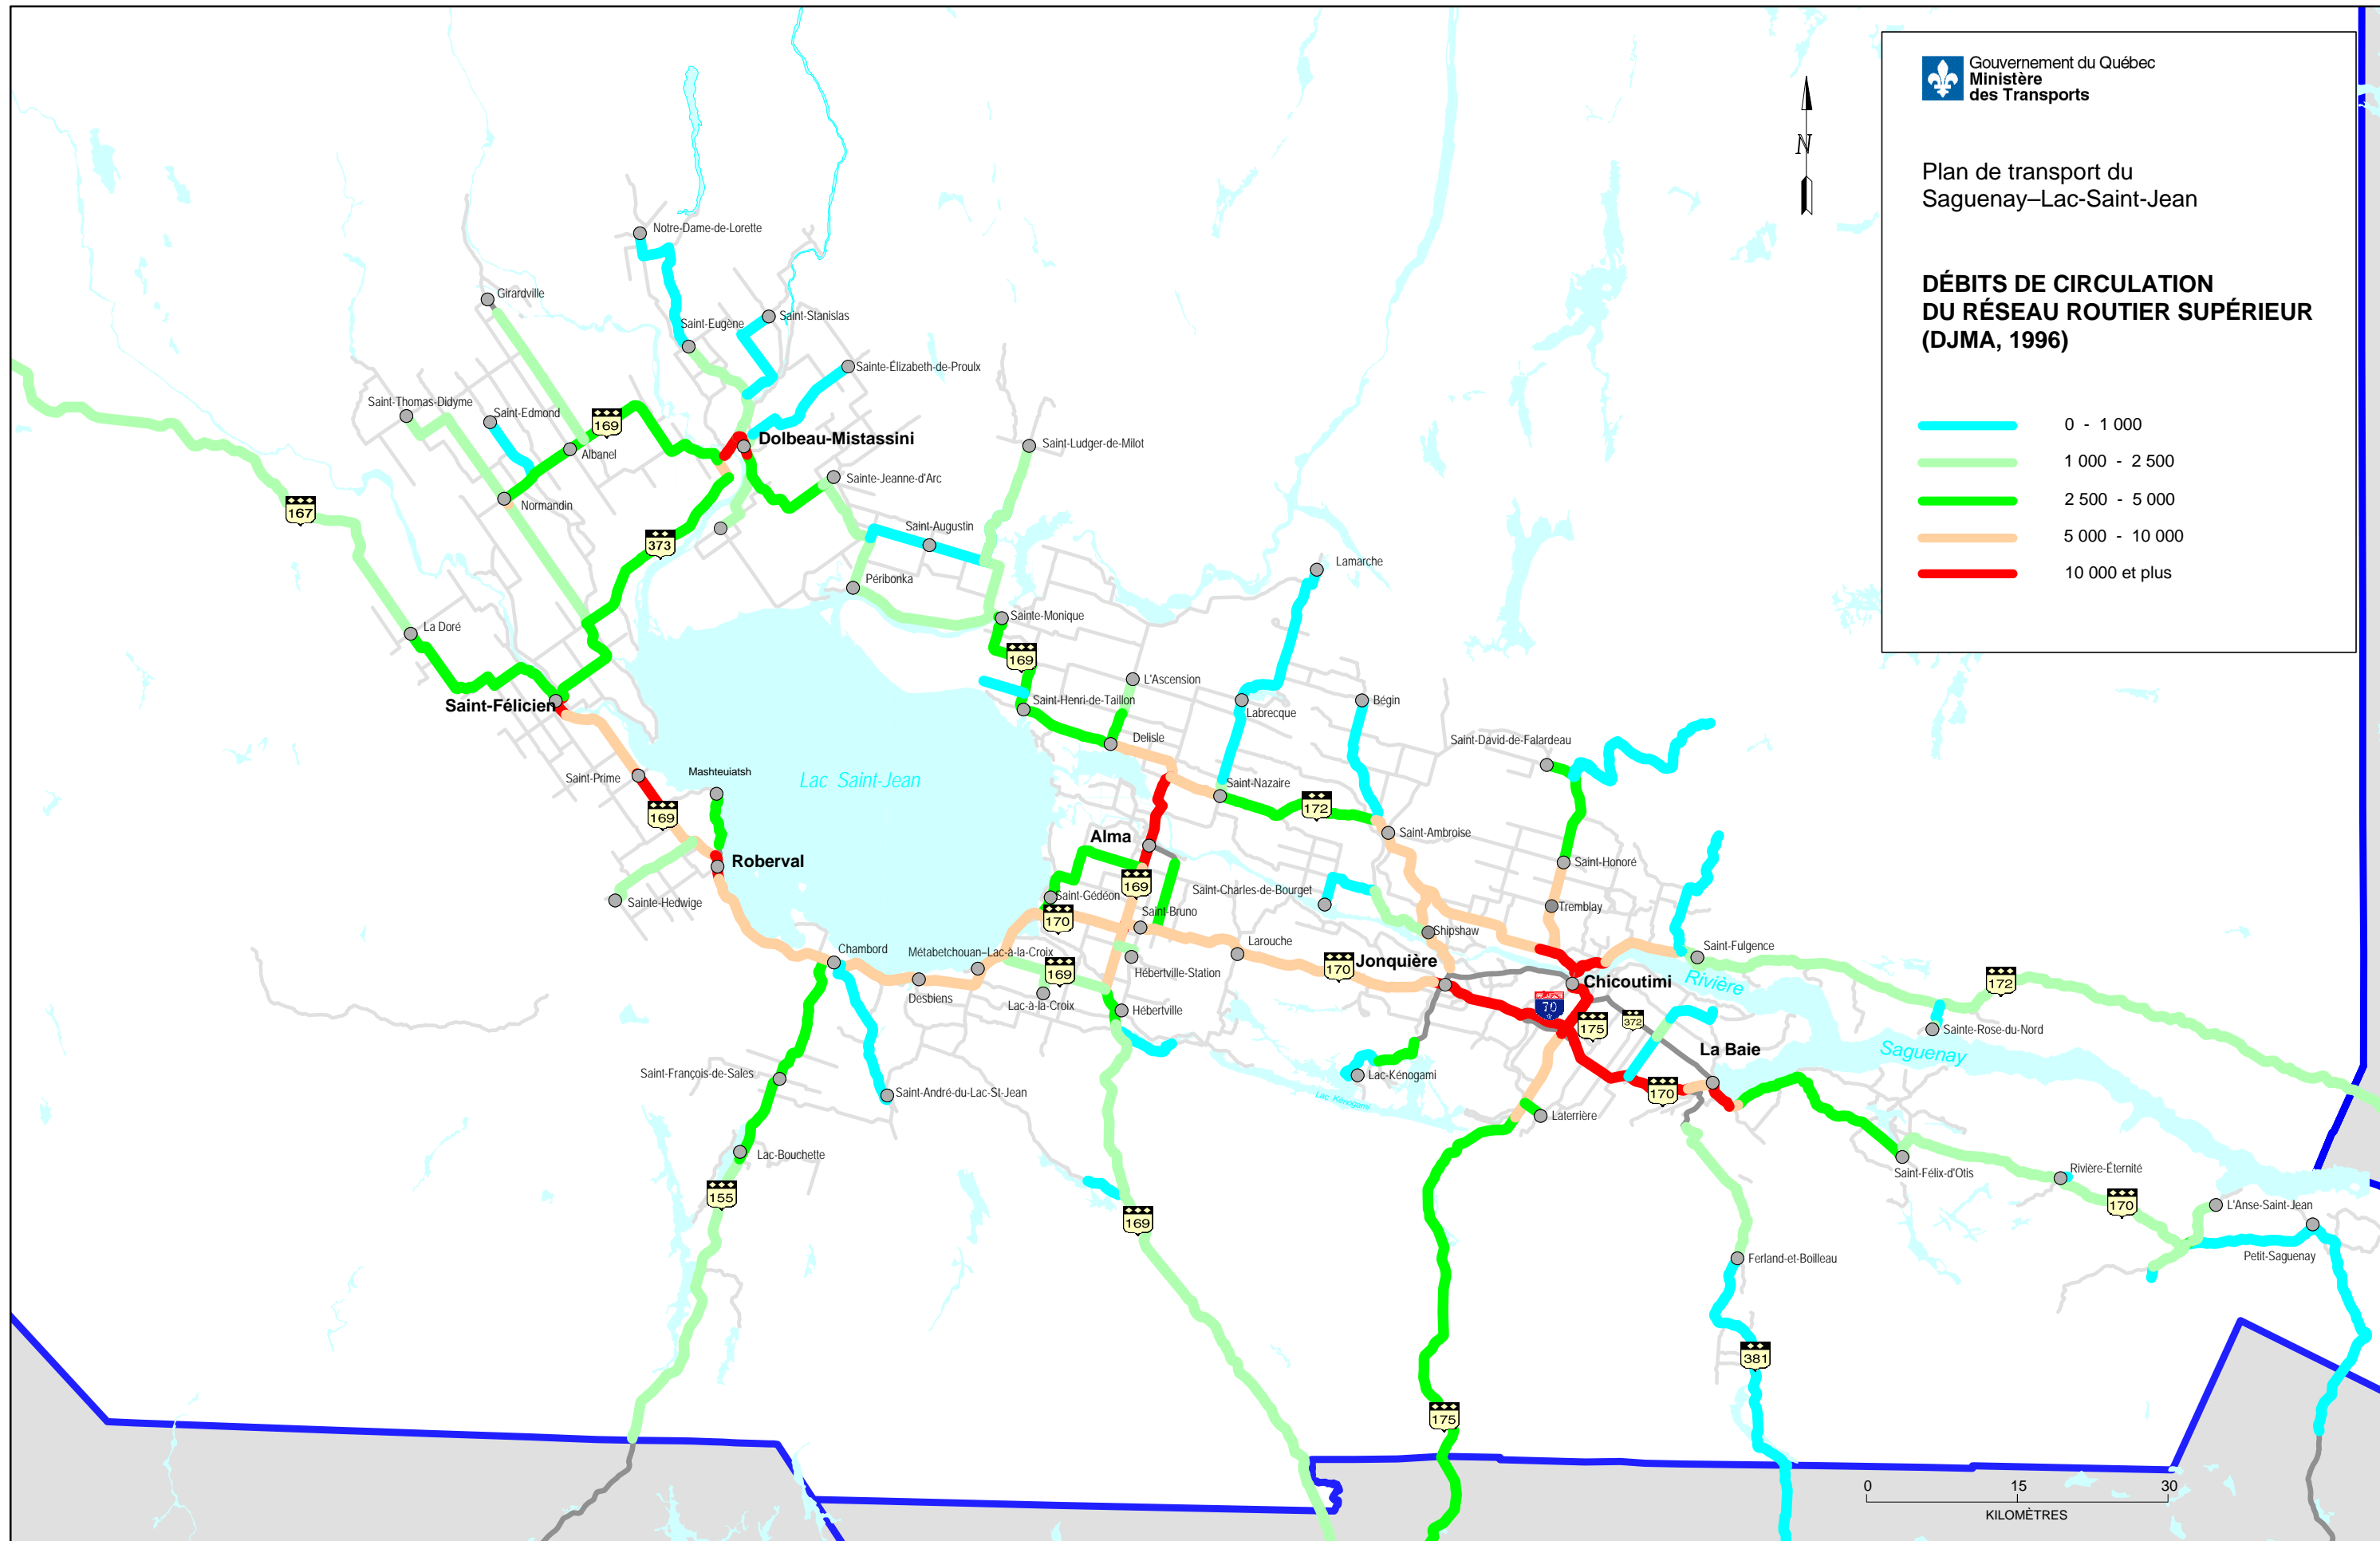 Gouvernement du Québec
Ministère
des Transports
Plan de transport du
Saguenay–Lac-Saint-Jean
DÉBITS DE CIRCULATION
DU RÉSEAU ROUTIER SUPÉRIEUR
(DJMA, 1996)
0 - 1 000
1 000 - 2 500
2 500 - 5 000
5 000 - 10 000
10 000 et plus
N
Notre-Dame-de-Lorette
Girardville
Saint-Eugène
Saint-Stanislas
Sainte-Élizabeth-de-Proulx
Saint-Thomas-Didyme
Saint-Edmond
169
Dolbeau-Mistassini
Saint-Ludger-de-Milot
Albanel
Sainte-Jeanne-d'Arc
Normandin
167
Saint-Augustin
373
Lamarche
Péribonka
Sainte-Monique
La Doré
169
L'Ascension
Saint-Henri-de-Taillon
Labrecque
Bégin
Saint-Félicien
Delisle
Saint-David-de-Falardeau
Saint-Prime
Mashteuiatsh
Lac Saint-Jean
Saint-Nazaire
172
169
Alma
Saint-Ambroise
Roberval
Saint-Honoré
169
Saint-Charles-de-Bourget
Sainte-Hedwige
Saint-Gédéon
Saint-Bruno
Tremblay
170
Shipshaw
Chambord
Métabetchouan–Lac-à-la-Croix
Larouche
Saint-Fulgence
Jonquière
170
169
Hébertville-Station
Chicoutimi
Rivière
172
Desbiens
Lac-à-la-Croix
Hébertville
70
175
372
Sainte-Rose-du-Nord
La Baie
Saguenay
Saint-François-de-Sales
Lac-Kénogami
Saint-André-du-Lac-St-Jean
170
Lac Kénogami
Laterrière
Lac-Bouchette
Saint-Félix-d'Otis
Rivière-Éternité
155
170
L'Anse-Saint-Jean
169
Petit-Saguenay
Ferland-et-Boilleau
381
175
0 15 30
KILOMÈTRES